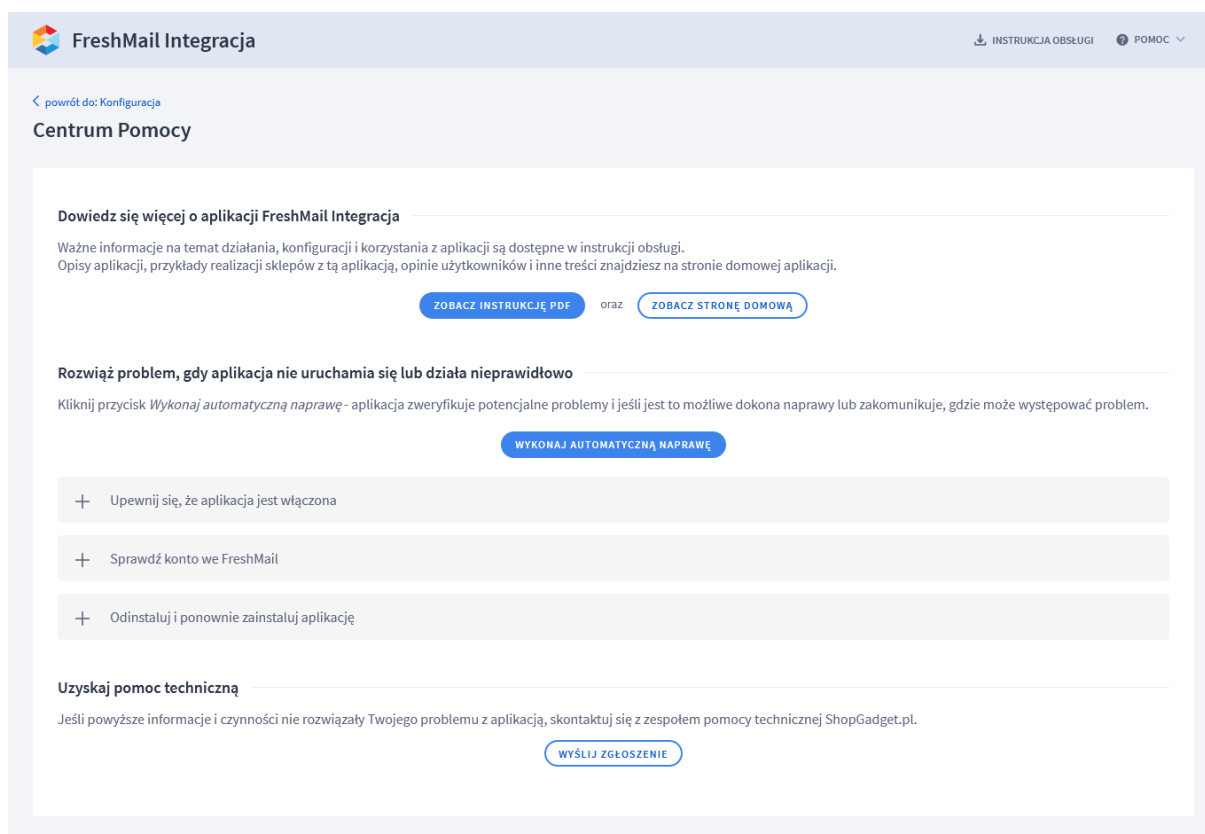 FreshMail Integracja
INSTRUKCJA OBSŁUGI
POMOC
powrót do: Konfiguracja
Centrum Pomocy
Dowiedz się więcej o aplikacji FreshMail Integracja
Ważne informacje na temat działania, konfiguracji i korzystania z aplikacji są dostępne w instrukcji obsługi.
Opisy aplikacji, przykłady realizacji sklepów z tą aplikacją, opinie użytkowników i inne treści znajdziesz na stronie domowej aplikacji.
ZOBACZ INSTRUKCJĘ PDF oraz ZOBACZ STRONĘ DOMOWĄ
Rozwiąż problem, gdy aplikacja nie uruchamia się lub działa nieprawidłowo
Kliknij przycisk Wykonaj automatyczną naprawę - aplikacja zweryfikuje potencjalne problemy i jeśli jest to możliwe dokona naprawy lub zakomunikuje, gdzie może występować problem.
WYKONAJ AUTOMATYCZNĄ NAPRAWĘ
Upewnij się, że aplikacja jest włączona
Sprawdź konto we FreshMail
Odinstaluj i ponownie zainstaluj aplikację
Uzyskaj pomoc techniczną
Jeśli powyższe informacje i czynności nie rozwiązały Twojego problemu z aplikacją, skontaktuj się z zespołem pomocy technicznej ShopGadget.pl.
WYŚLIJ ZGŁOSZENIE